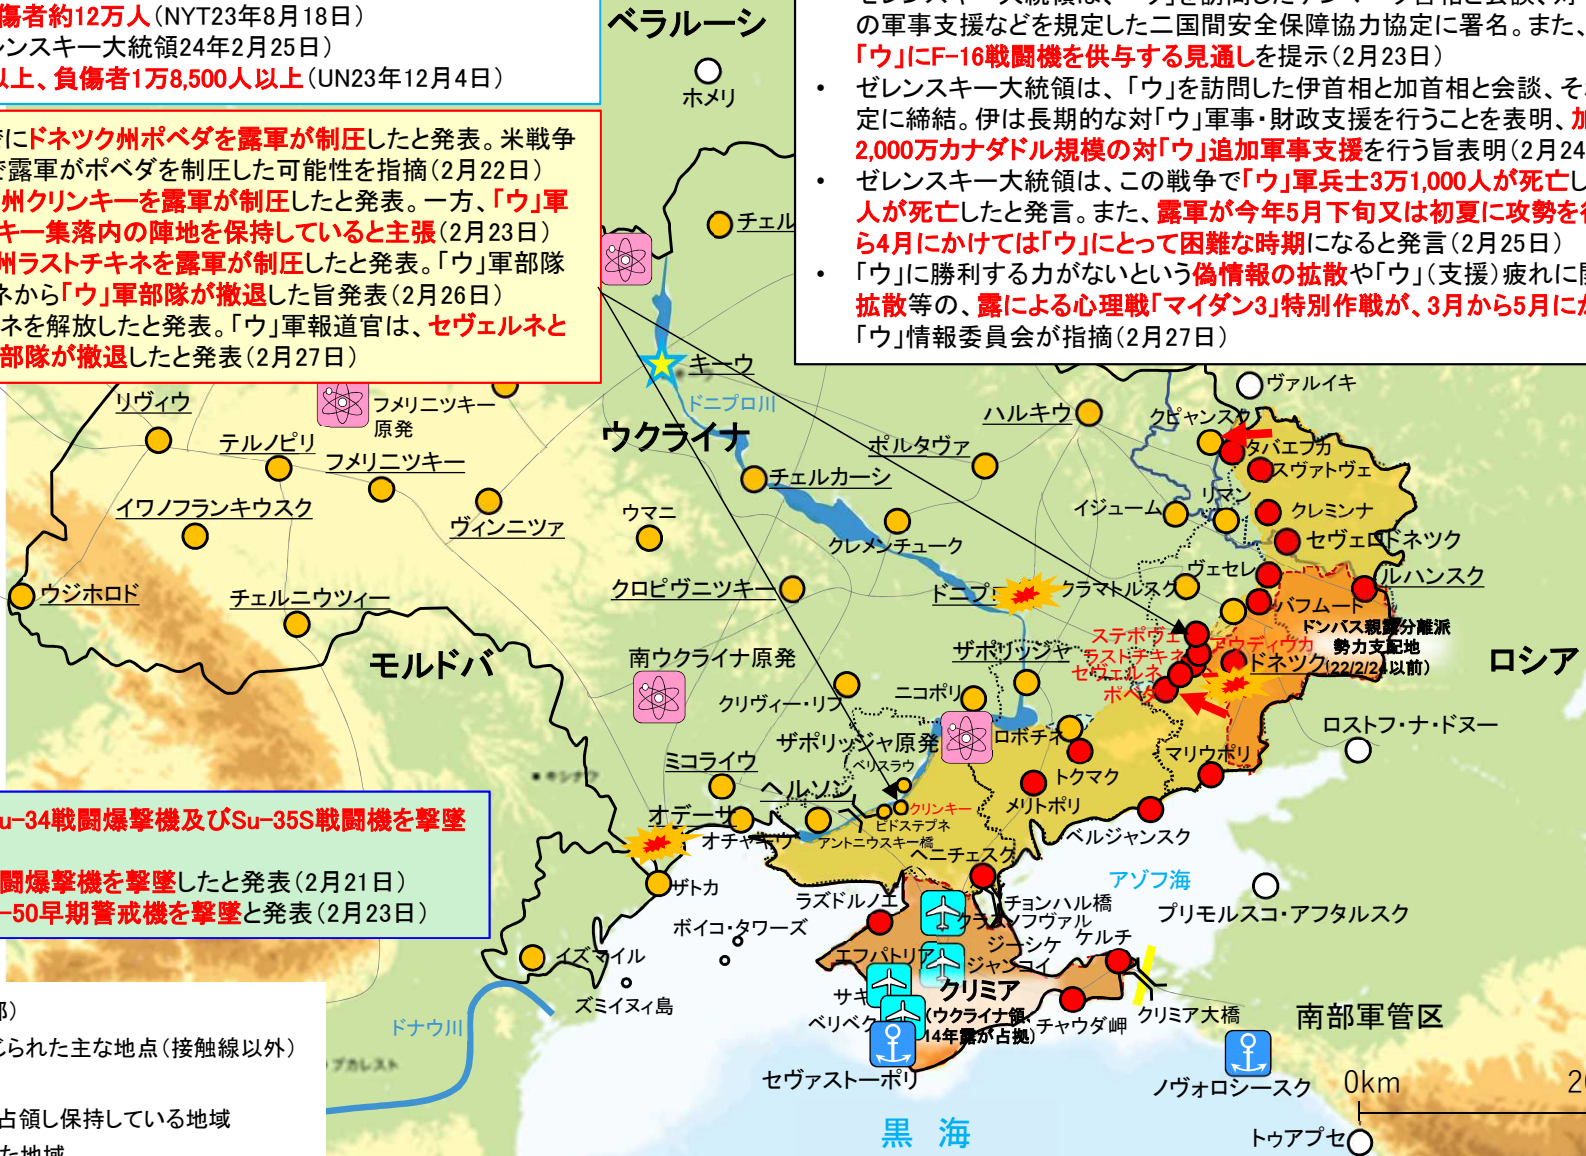 傷者約12万人（NYT23年8月18日）
レンスキー大統領24年2月25日）
以上、負傷者1万8,500人以上（UN23年12月4日）
でにドネツク州ポベダを露軍が制圧したと発表。米戦争
で露軍がポベダを制圧した可能性を指摘（2月22日）
州クリンキーを露軍が制圧したと発表。一方、「ウ」軍
キー集落内の陣地を保持していると主張（2月23日）
州ラストチキネを露軍が制圧したと発表。「ウ」軍部隊
ネから「ウ」軍部隊が撤退した旨発表（2月26日）
ネを解放したと発表。「ウ」軍報道官は、セヴェルネと
部隊が撤退したと発表（2月27日）
の軍事支援などを規定した二国間安全保障協力協定に署名。また、
「ウ」にF-16戦闘機を供与する見通しを提示（2月23日）
・ ゼレンスキー大統領は、「ウ」を訪問した伊首相と加首相と会談、それ
定に締結。伊は長期的な対「ウ」軍事・財政支援を行うことを表明、加
2,000万カナダドル規模の対「ウ」追加軍事支援を行う旨表明（2月24
・ ゼレンスキー大統領は、この戦争で「ウ」軍兵士3万1,000人が死亡し
人が死亡したと発言。また、露軍が今年5月下旬又は初夏に攻勢を行
ら4月にかけては「ウ」にとって困難な時期になると発言（2月25日）
・ 「ウ」に勝利する力がないという偽情報の拡散や「ウ」（支援）疲れに関
拡散等の、露による心理戦「マイダン3」特別作戦が、3月から5月にか
「ウ」情報委員会が指摘（2月27日）
ベラルーシ
ホメリ
チェル
キーウ
ドニプロ川
ウクライナ
リヴィウ
フメリニツキー
原発
テルノピリ
フメリニツキー
イワノフランキウスク
ヴィンニツァ
ウジホロド
チェルニウツィー
ウマニ
チェルカーシ
ポルタヴァ
ハルキウ
ヴァルイキ
クピャンスク
タバエフカ
スヴァトヴェ
イジューム
リマン
クレミンナ
セヴェロドネツク
クレメンチューク
クロピヴニツキー
ドニプロ
クラマトルスク
ヴェセレ
ルハンスク
バフムート
ドンバス親露分離派
勢力支配地
(22/2/24以前)
ステポヴェ
アウディウカ
ラストチキネ
セヴェルネ
ポベダ
ドネツク
ロシア
モルドバ
南ウクライナ原発
ザポリッジャ
クリヴィー・リフ
ニコポリ
ザポリッジャ原発
ロボチネ
ベリスラウ
トクマク
マリウポリ
ロストフ・ナ・ドヌー
キシナウ
ミコライウ
ヘルソン
クリンキー
メリトポリ
ベルジャンスク
ピドステプネ
アントニウスキー橋
オデーサ
オチャキウ
ヘニチェスク
Su-34戦闘爆撃機及びSu-35S戦闘機を撃墜
闘爆撃機を撃墜したと発表（2月21日）
-50早期警戒機を撃墜と発表（2月23日）
ザトカ
アゾフ海
プリモルスコ・アフタルスク
ラズドルノエ
チョンハル橋
クラスノフヴァル
ボイコ・タワーズ
エフパトリア
ジーシケ
ジャンコイ
ケルチ
イズマイル
ズミイヌィ島
サキ
クリミア
(ウクライナ領、
14年露が占拠)
ベリベク
チャウダ岬
クリミア大橋
南部軍管区
ドナウ川
ブカレスト
セヴァストーポリ
ノヴォロシースク
黒 海
トゥアプセ
0km
部）
じられた主な地点（接触線以外）
占領し保持している地域
た地域